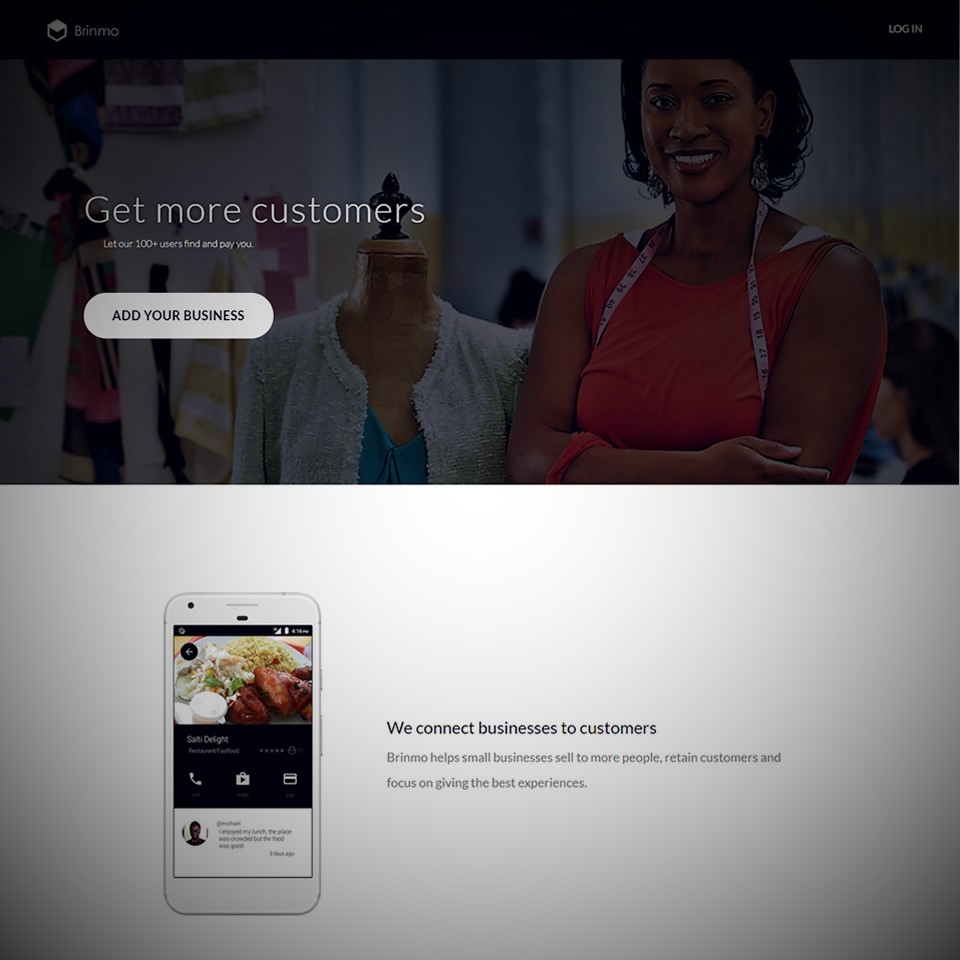 Brinmo
LOG IN
Get more customers
Let our 100+ users find and pay you.
ADD YOUR BUSINESS
4:16 PM
Salti Delight
Restaurant/Fastfood
call
order
pay
@michael
I enjoyed my lunch, the place
was crowded but the food
was good.
3 days ago
We connect businesses to customers
Brinmo helps small businesses sell to more people, retain customers and
focus on giving the best experiences.